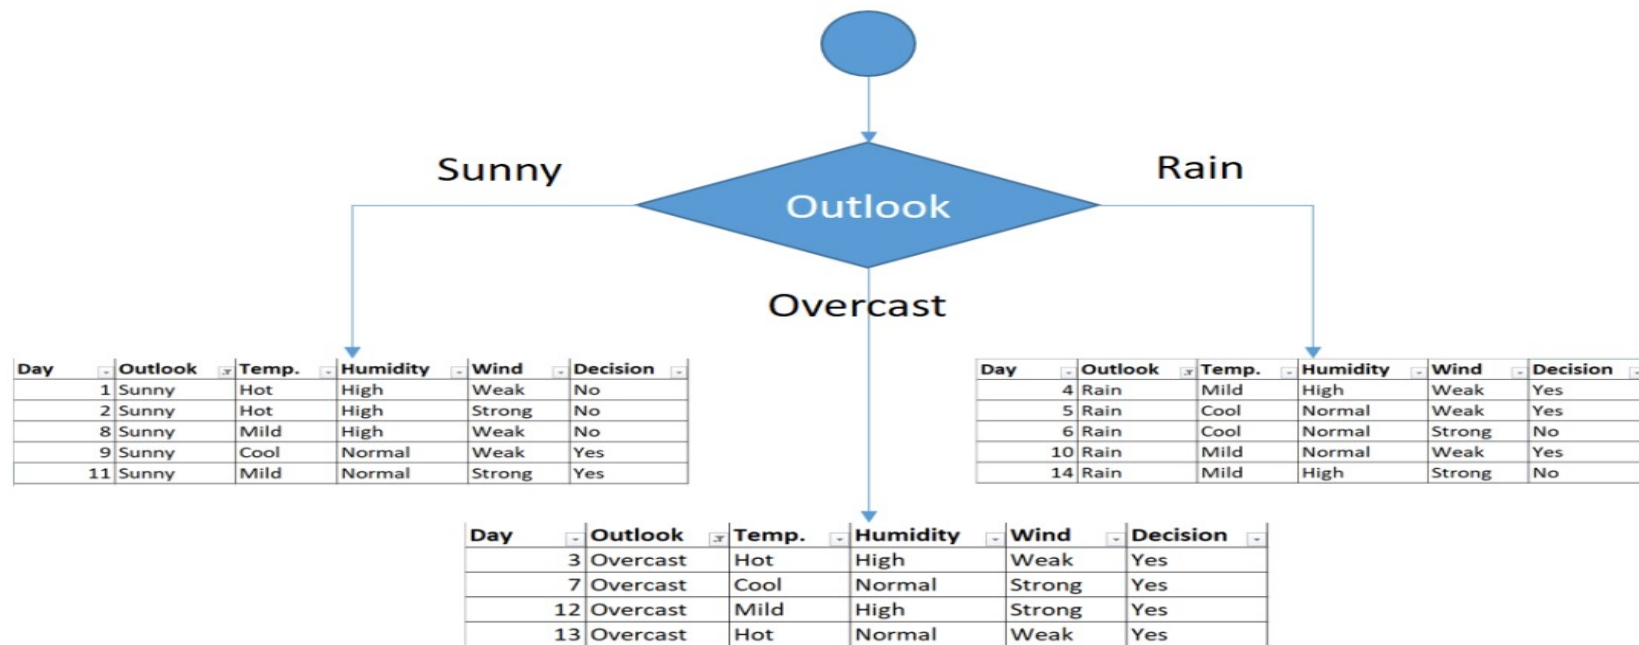 Sunny
Rain
Outlook
Overcast
Day Outlook Temp. Humidity Wind Decision
1 Sunny Hot High Weak No
2 Sunny Hot High Strong No
8 Sunny Mild High Weak No
9 Sunny Cool Normal Weak Yes
11 Sunny Mild Normal Strong Yes
Day Outlook Temp. Humidity Wind Decision
4 Rain Mild High Weak Yes
5 Rain Cool Normal Weak Yes
6 Rain Cool Normal Strong No
10 Rain Mild Normal Weak Yes
14 Rain Mild High Strong No
Day Outlook Temp. Humidity Wind Decision
3 Overcast Hot High Weak Yes
7 Overcast Cool Normal Strong Yes
12 Overcast Mild High Strong Yes
13 Overcast Hot Normal Weak Yes